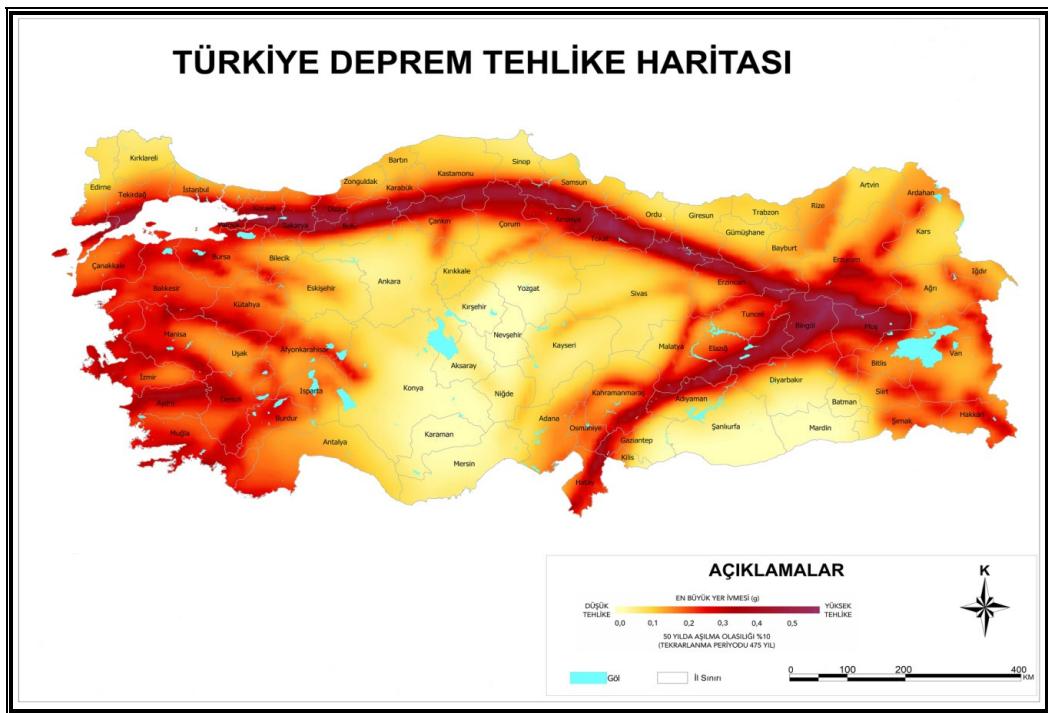 TÜRKİYE DEPREM TEHLİKE HARİTASI
Kırklareli
Edirne
Tekirdağ
İstanbul
Kocaeli
Yalova
Sakarya
Düzce
Bolu
Zonguldak
Bartın
Karabük
Kastamonu
Sinop
Samsun
Çankırı
Çorum
Amasya
Tokat
Ordu
Giresun
Trabzon
Rize
Artvin
Ardahan
Kars
Gümüşhane
Bayburt
Erzurum
Erzincan
Iğdır
Ağrı
Çanakkale
Balıkesir
Bursa
Bilecik
Eskişehir
Kütahya
Ankara
Kırıkkale
Yozgat
Kırşehir
Sivas
Nevşehir
Kayseri
Tunceli
Bingöl
Muş
Elazığ
Malatya
Bitlis
Van
Manisa
Uşak
Afyonkarahisar
İzmir
Aydın
Denizli
Isparta
Burdur
Muğla
Antalya
Konya
Aksaray
Niğde
Karaman
Mersin
Adana
Kahramanmaraş
Osmaniye
Gaziantep
Kilis
Hatay
Adıyaman
Şanlıurfa
Diyarbakır
Batman
Mardin
Siirt
Şırnak
Hakkari
AÇIKLAMALAR
EN BÜYÜK YER İVMESİ (g)
DÜŞÜK TEHLİKE
YÜKSEK TEHLİKE
0,0 0,1 0,2 0,3 0,4 0,5
50 YILDA AŞILMA OLASILIĞI %10
(TEKRARLANMA PERİYODU 475 YIL)
Göl
İl Sınırı
K
0 100 200 400
KM